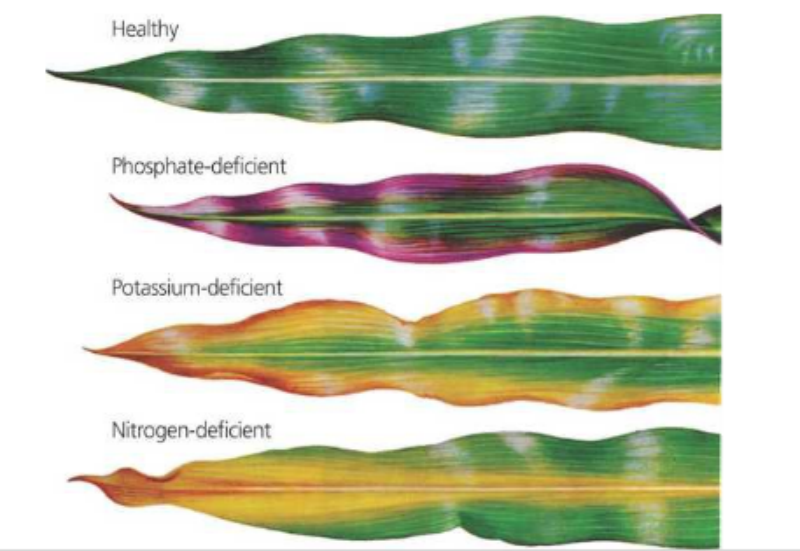 Healthy
Phosphate-deficient
Potassium-deficient
Nitrogen-deficient